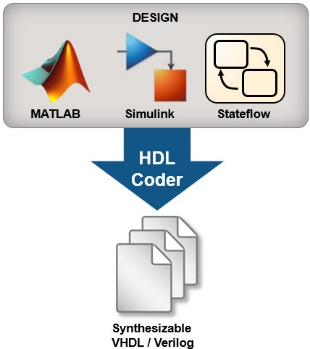 DESIGN
MATLAB Simulink Stateflow
HDL
Coder
Synthesizable
VHDL / Verilog